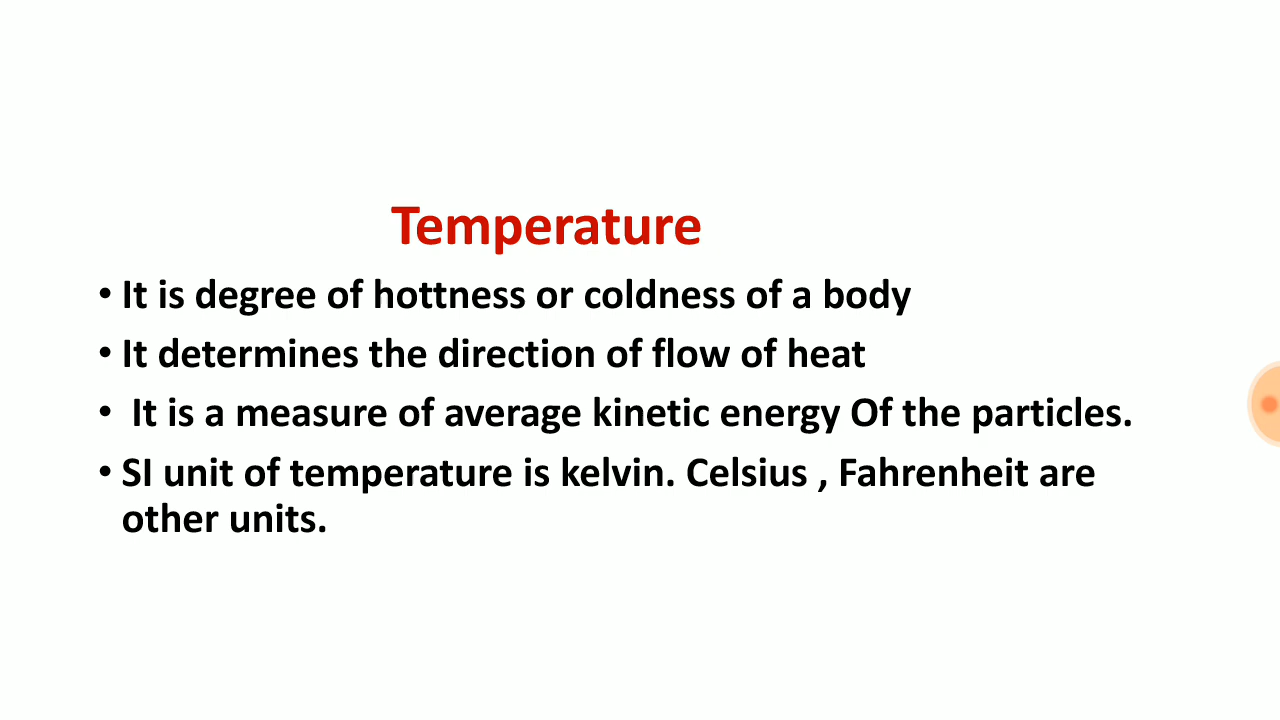 Temperature
• It is degree of hottness or coldness of a body
• It determines the direction of flow of heat
• It is a measure of average kinetic energy Of the particles.
• SI unit of temperature is kelvin. Celsius , Fahrenheit are
other units.